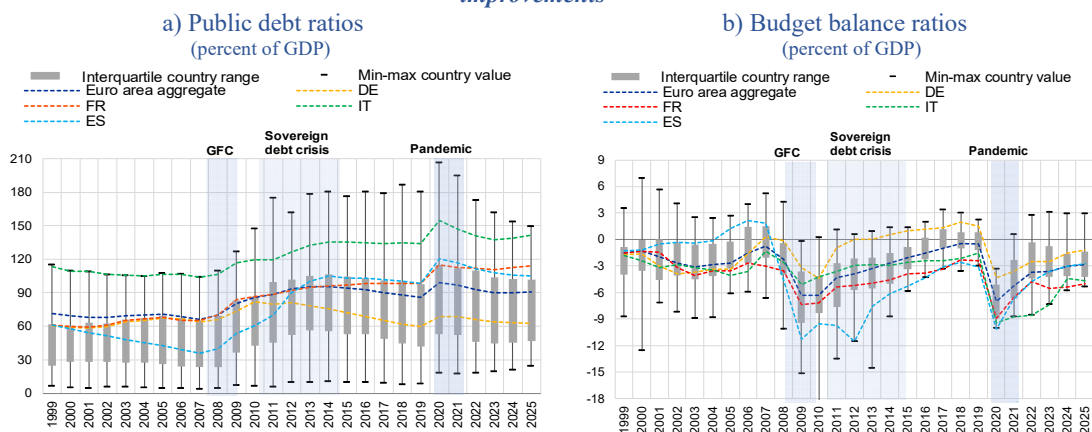 improvements
a) Public debt ratios
(percent of GDP)
Interquartile country range
Min-max country value
Euro area aggregate
DE
FR
IT
ES
GFC
Sovereign
debt crisis
Pandemic
210
180
150
120
90
60
30
0
1999 2000 2001 2002 2003 2004 2005 2006 2007 2008 2009 2010 2011 2012 2013 2014 2015 2016 2017 2018 2019 2020 2021 2022 2023 2024 2025
b) Budget balance ratios
(percent of GDP)
Interquartile country range
Min-max country value
Euro area aggregate
DE
FR
IT
ES
GFC
Sovereign
debt crisis
Pandemic
9
6
3
0
-3
-6
-9
-12
-15
-18
1999 2000 2001 2002 2003 2004 2005 2006 2007 2008 2009 2010 2011 2012 2013 2014 2015 2016 2017 2018 2019 2020 2021 2022 2023 2024 2025